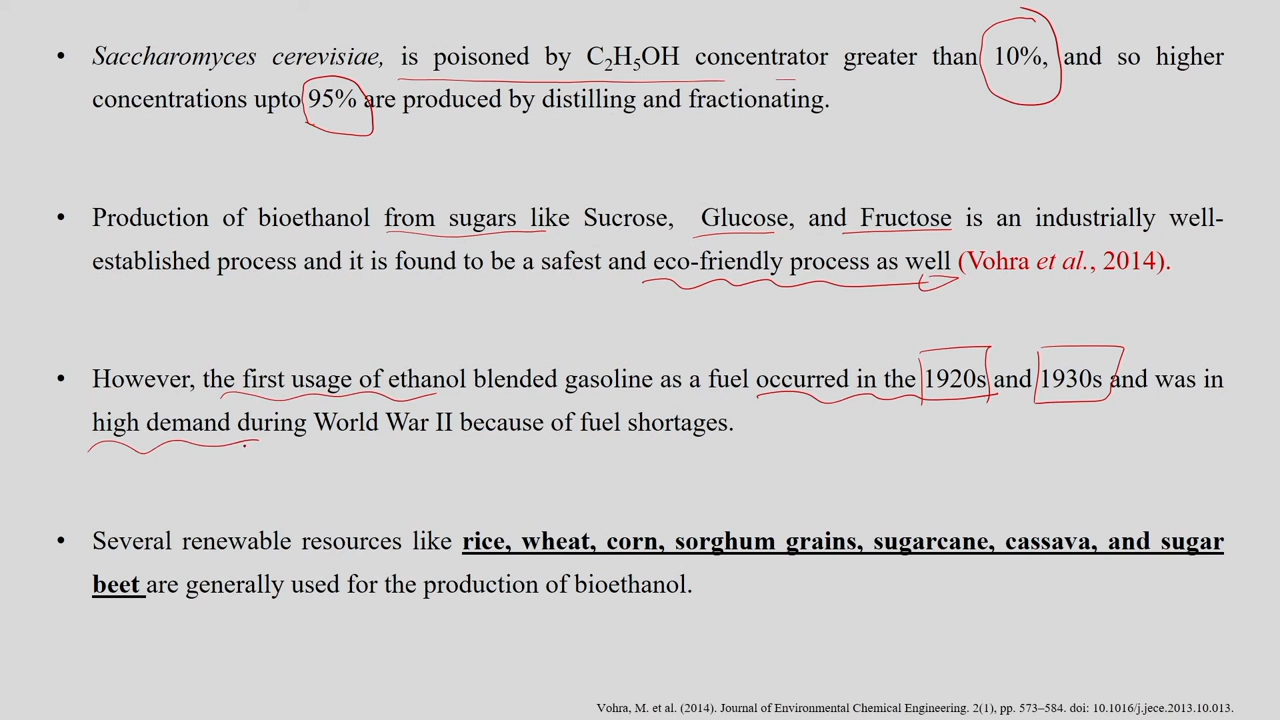 • Saccharomyces cerevisiae, is poisoned by C₂H₅OH concentrator greater than 10%, and so higher
concentrations upto 95% are produced by distilling and fractionating.
• Production of bioethanol from sugars like Sucrose, Glucose, and Fructose is an industrially well-
established process and it is found to be a safest and eco-friendly process as well (Vohra et al., 2014).
• However, the first usage of ethanol blended gasoline as a fuel occurred in the 1920s and 1930s and was in
high demand during World War II because of fuel shortages.
• Several renewable resources like rice, wheat, corn, sorghum grains, sugarcane, cassava, and sugar
beet are generally used for the production of bioethanol.
Vohra, M. et al. (2014). Journal of Environmental Chemical Engineering. 2(1), pp. 573–584. doi: 10.1016/j.jece.2013.10.013.